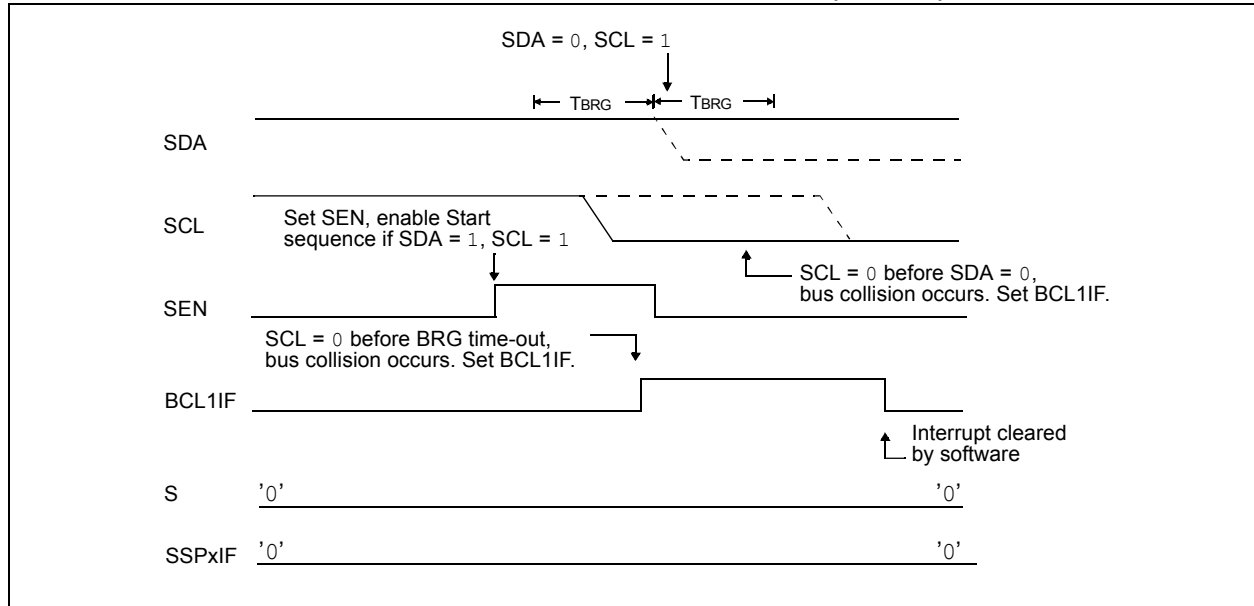 SDA = 0, SCL = 1
TBRG TBRG
SDA
SCL
Set SEN, enable Start
sequence if SDA = 1, SCL = 1
SCL = 0 before SDA = 0,
bus collision occurs. Set BCL1IF.
SEN
SCL = 0 before BRG time-out,
bus collision occurs. Set BCL1IF.
BCL1IF
Interrupt cleared
by software
S '0' '0'
SSPxIF '0' '0'